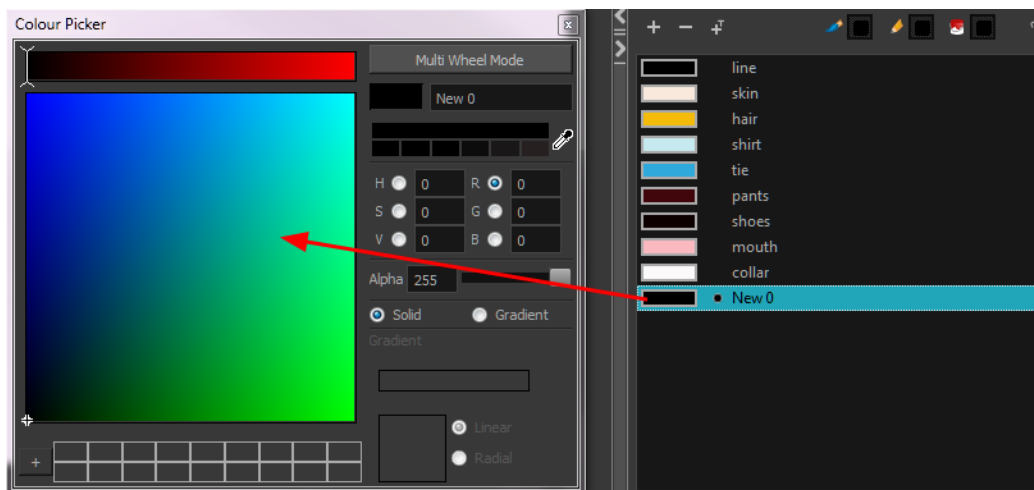 Colour Picker
Multi Wheel Mode
New 0
H 0 R 0
S 0 G 0
V 0 B 0
Alpha 255
Solid Gradient
Gradient
Linear
Radial
line
skin
hair
shirt
tie
pants
shoes
mouth
collar
New 0